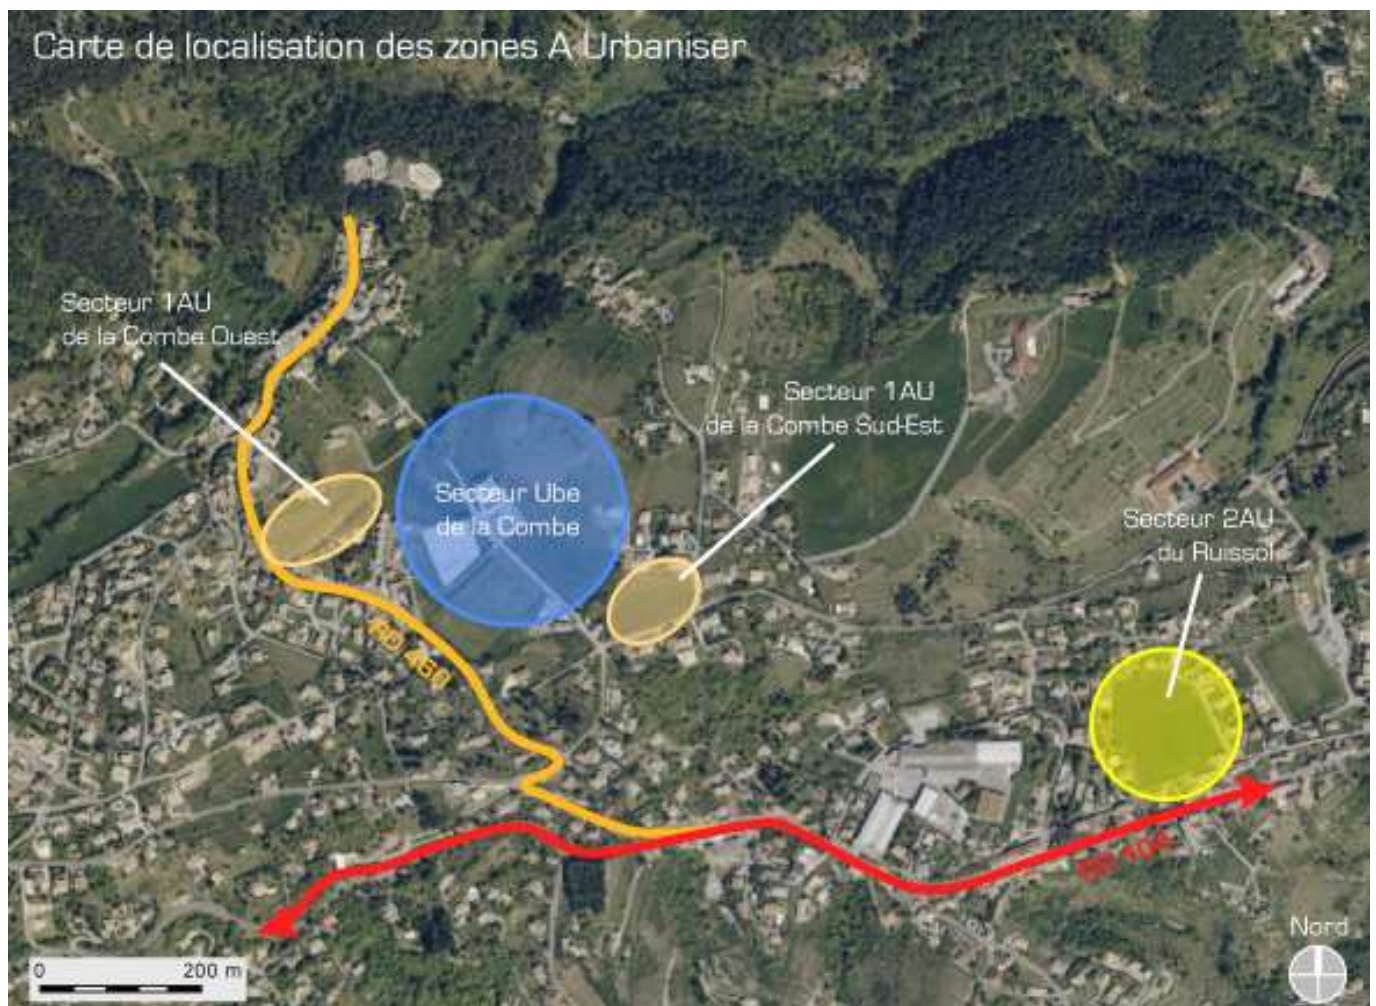 Carte de localisation des zones A Urbaniser
Secteur 1AU
de la Combe Ouest
Secteur 1AU
de la Combe Sud-Est
Secteur Ube
de la Combe
Secteur 2AU
du Ruissol
RD 460
RD 104
Nord
0 200 m